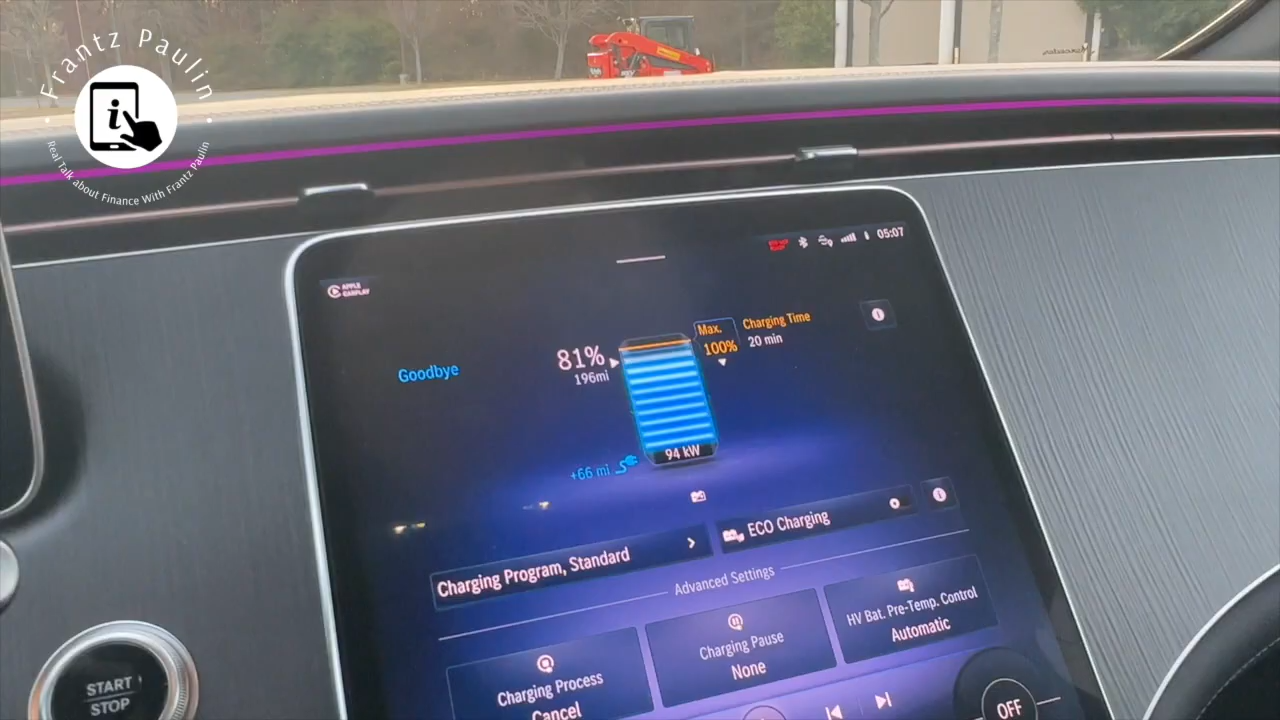 Frantz Paulin
i
Real Talk about Finance With Frantz Paulin
05:07
APPLE
CARPLAY
Max.
100%
Charging Time
20 min
81%
196mi
Goodbye
94 kW
+66 mi
ECO Charging
Charging Program, Standard
Advanced Settings
HV Bat. Pre-Temp. Control
Automatic
Charging Pause
None
Charging Process
Cancel
START
STOP
OFF